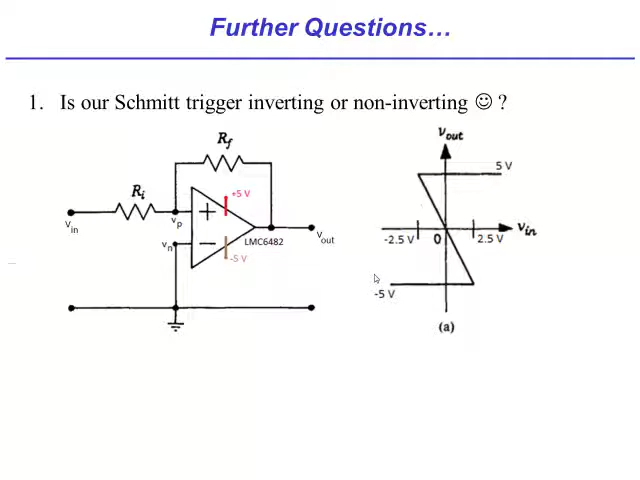 Further Questions…
1. Is our Schmitt trigger inverting or non-inverting ☺ ?
Rf
Ri
+5 V
+
vp
vin
vn
−
LMC6482
vout
-5 V
vout
5 V
vin
-2.5 V
0
2.5 V
-5 V
(a)